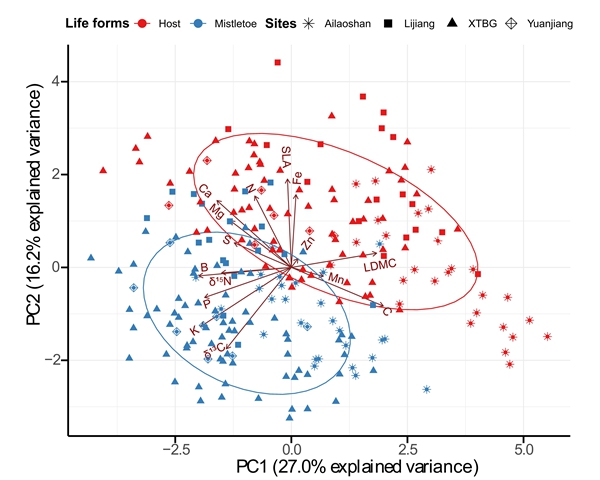 Life forms Host Mistletoe Sites Ailaoshan Lijiang XTBG Yuanjiang
PC2 (16.2% explained variance)
4
2
0
−2
SLA
Fe
N
Ca
Mg
S
Zn
LDMC
B
δ¹⁵N
Mn
P
C
K
δ¹³C
−2.5 0.0 2.5 5.0
PC1 (27.0% explained variance)